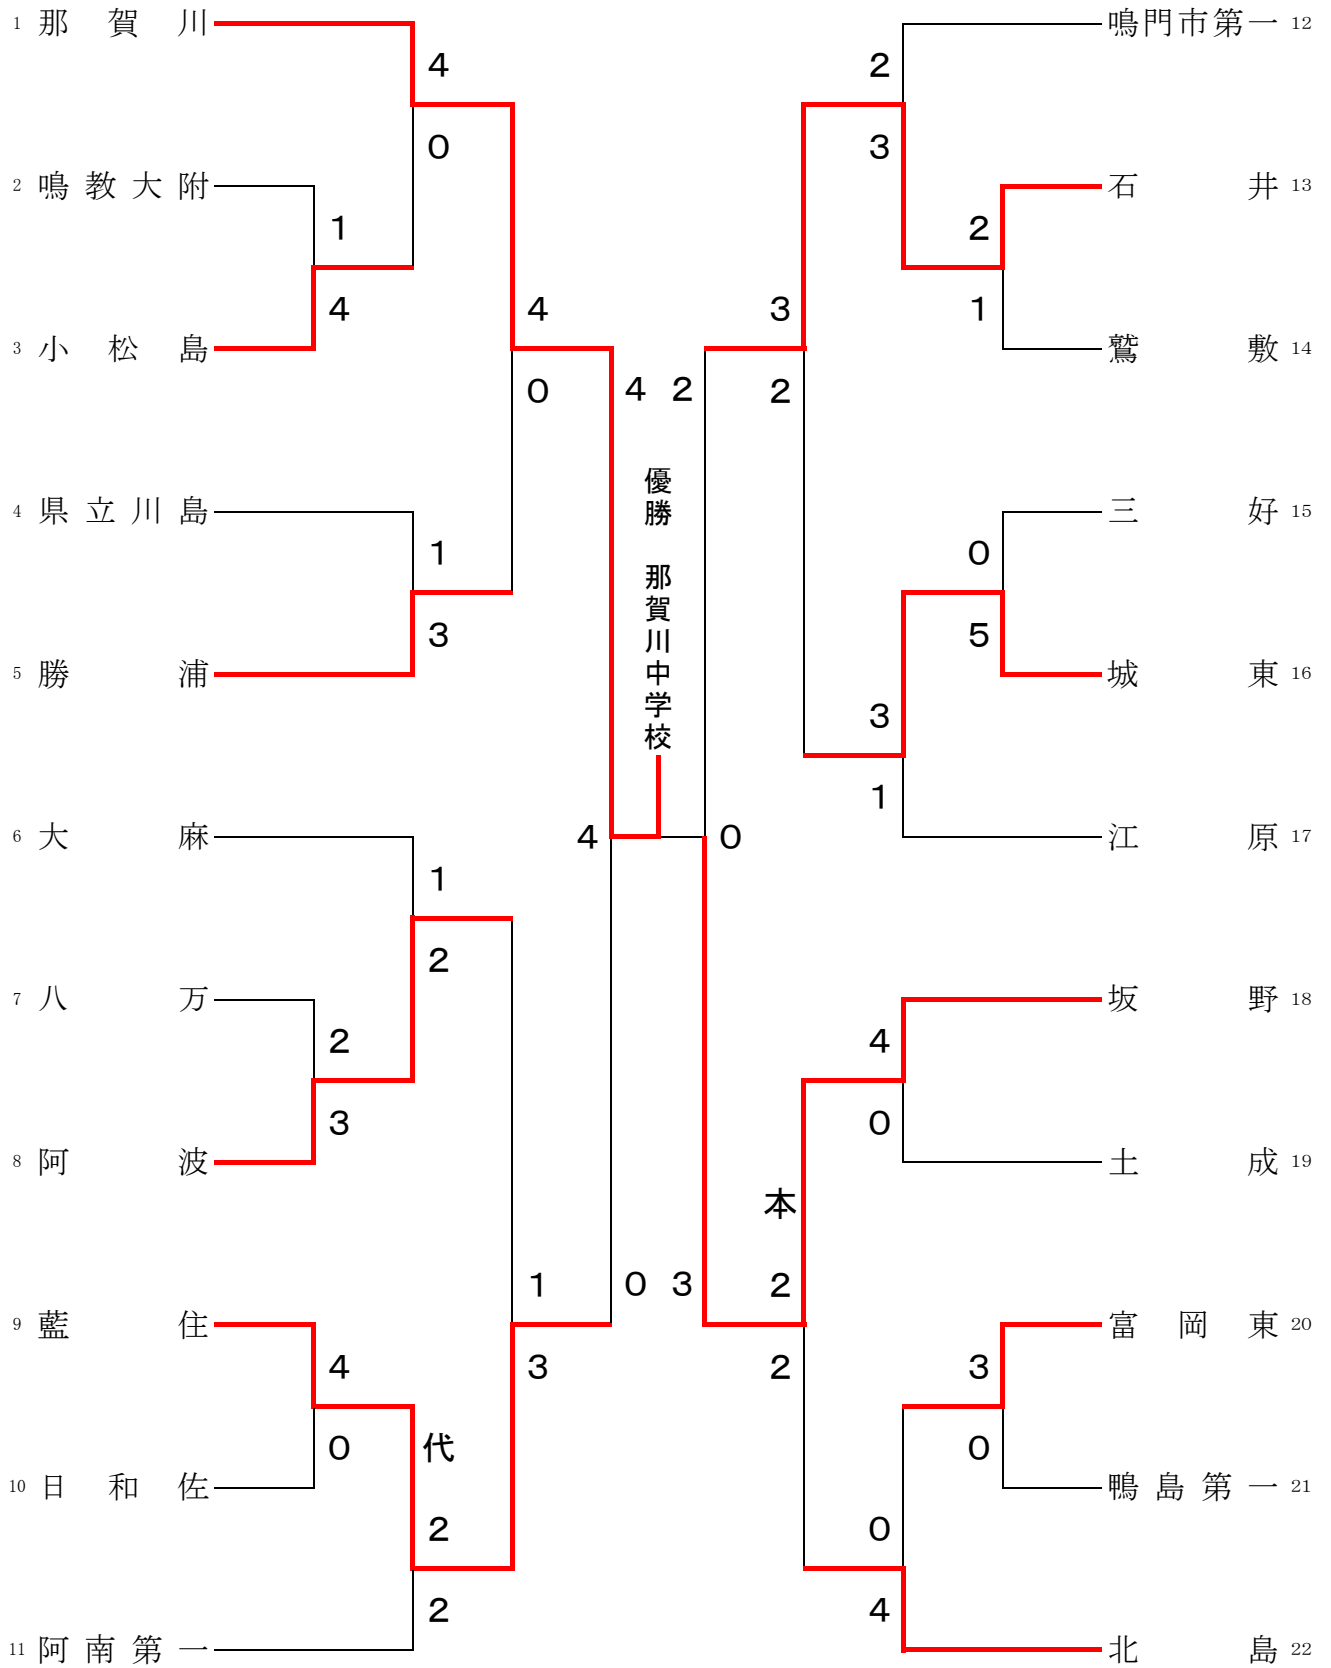 1 那賀川
2 鳴教大附
3 小松島
4 県立川島
5 勝浦
6 大麻
7 八万
8 阿波
9 藍住
10 日和佐
11 阿南第一
4
0
1
4
1
3
1
2
2
3
4
0
代
2
2
4
0
1
3
4
0
4
優勝 那賀川中学校
0
2
3
3
2
本
2
2
2
3
3
1
4
0
0
4
2
1
0
5
3
0
鳴門市第一 12
石井 13
鷲敷 14
三好 15
城東 16
江原 17
坂野 18
土成 19
富岡東 20
鴨島第一 21
北島 22